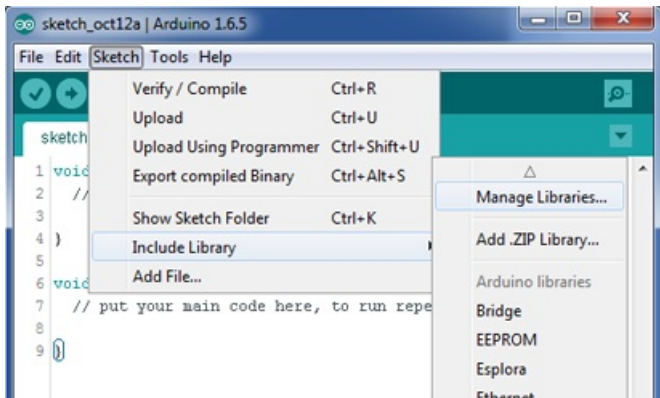 sketch_oct12a | Arduino 1.6.5
File Edit Sketch Tools Help
Verify / Compile Ctrl+R
Upload Ctrl+U
Upload Using Programmer Ctrl+Shift+U
Export compiled Binary Ctrl+Alt+S
Show Sketch Folder Ctrl+K
Include Library
Add File...
Manage Libraries...
Add .ZIP Library...
Arduino libraries
Bridge
EEPROM
Esplora
Ethernet
sketch
1 void
2 //
3
4 }
5
6 void
7 // put your main code here, to run repe
8
9 }